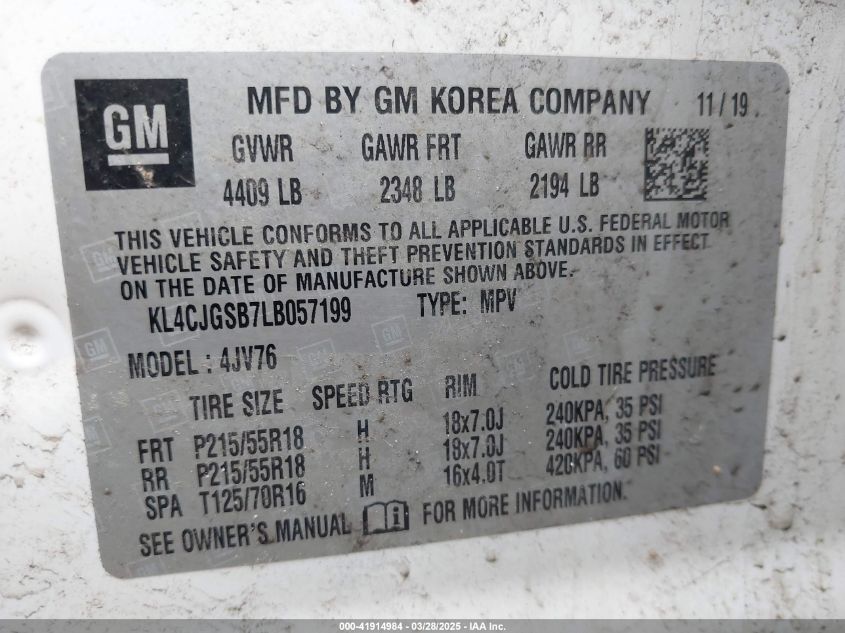 GM
MFD BY GM KOREA COMPANY 11/19
GVWR GAWR FRT GAWR RR
4409 LB 2348 LB 2194 LB
THIS VEHICLE CONFORMS TO ALL APPLICABLE U.S. FEDERAL MOTOR
VEHICLE SAFETY AND THEFT PREVENTION STANDARDS IN EFFECT
ON THE DATE OF MANUFACTURE SHOWN ABOVE.
KL4CJGSB7LB057199 TYPE: MPV
MODEL: 4JV76
TIRE SIZE SPEED RTG RIM COLD TIRE PRESSURE
FRT P215/55R18 H 18x7.0J 240KPA, 35 PSI
RR P215/55R18 H 18x7.0J 240KPA, 35 PSI
SPA T125/70R16 M 16x4.0T 420KPA, 60 PSI
SEE OWNER'S MANUAL FOR MORE INFORMATION.
000-41914984 | 03/28/2025 - IAA Inc.